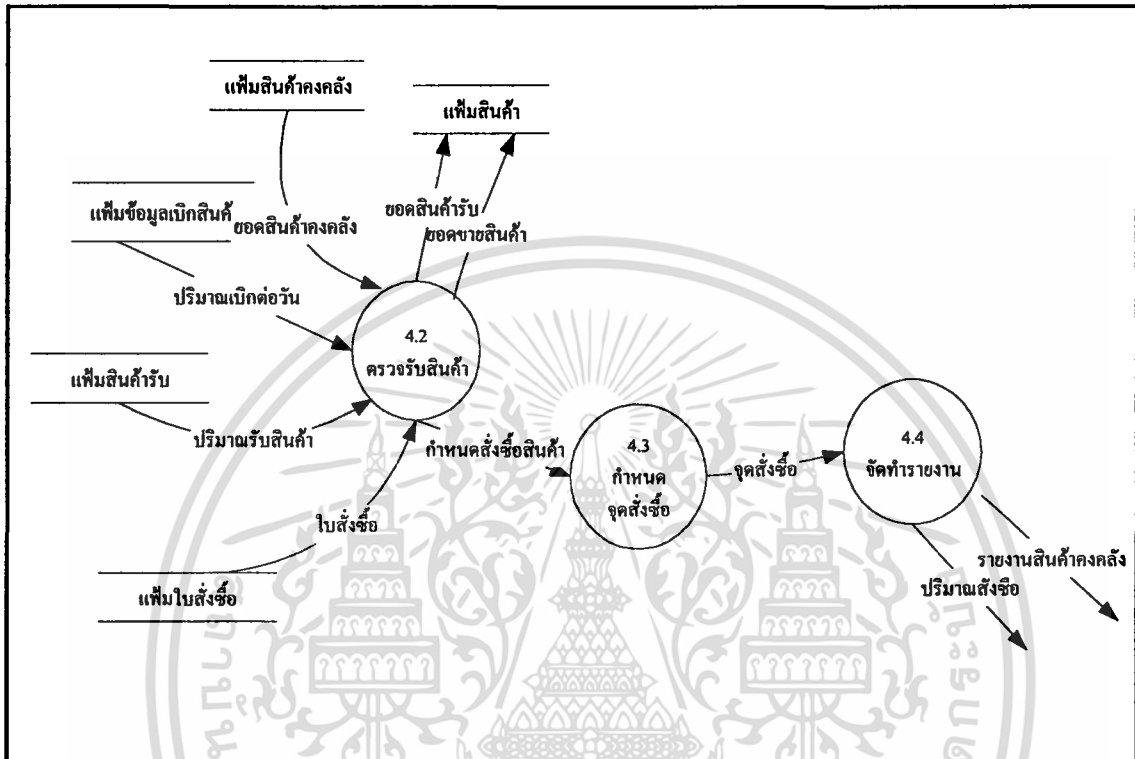 แฟ้มสินค้าคงคลัง
แฟ้มสินค้า
แฟ้มข้อมูลเบิกสินค้
ยอดสินค้าคงคลัง
ยอดสินค้ารับ
ยอดขายสินค้า
ปริมาณเบิกต่อวัน
4.2
ตรวจรับสินค้า
แฟ้มสินค้ารับ
ปริมาณรับสินค้า
กำหนดสั่งซื้อสินค้า
4.3
กำหนด
จุดสั่งซื้อ
จุดสั่งซื้อ
4.4
จัดทำรายงาน
ใบสั่งซื้อ
แฟ้มใบสั่งซื้อ
รายงานสินค้าคงคลัง
ปริมาณสั่งซื้อ